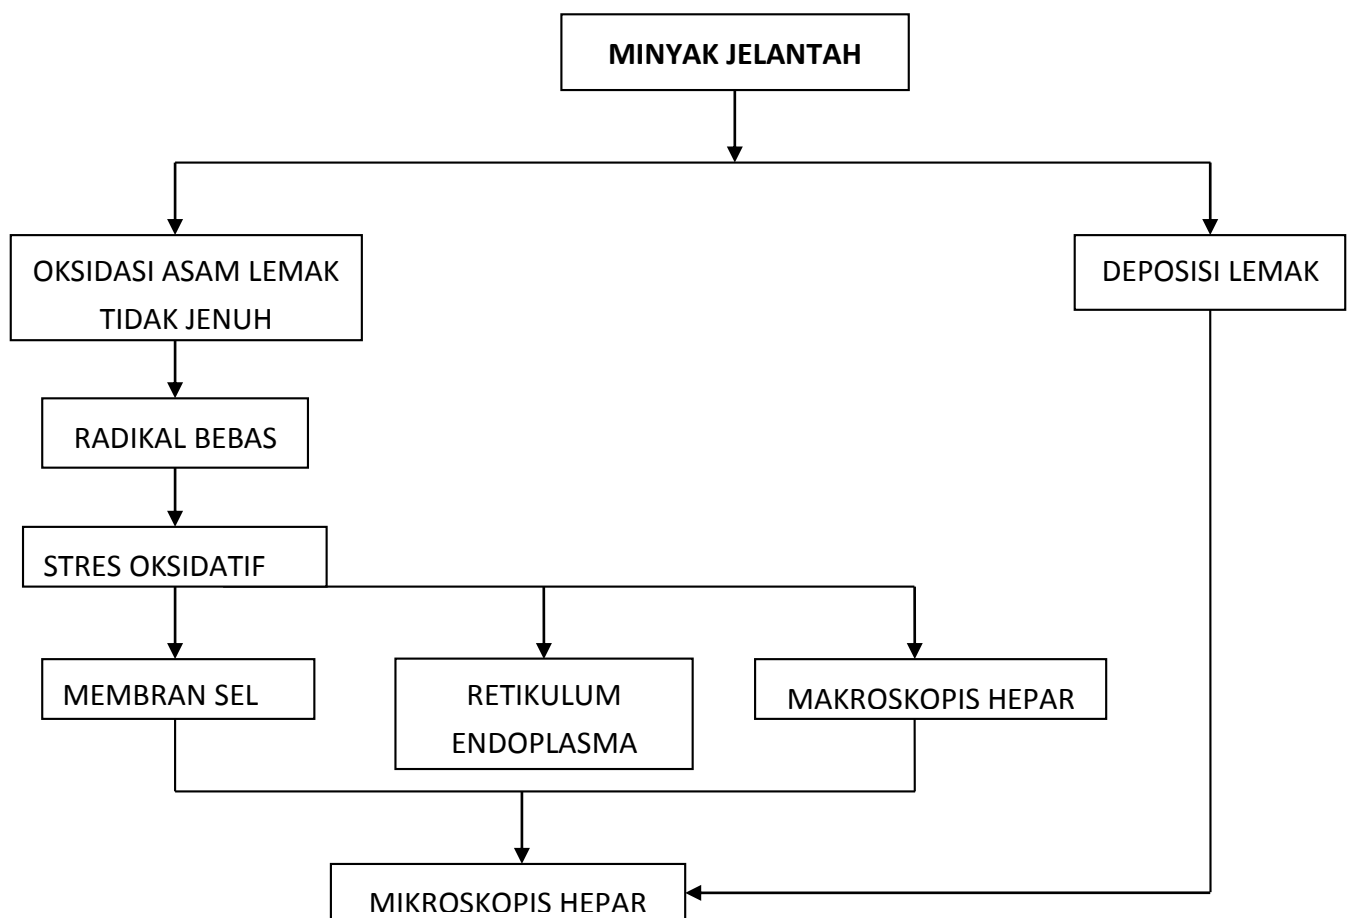 MINYAK JELANTAH
OKSIDASI ASAM LEMAK
TIDAK JENUH
DEPOSISI LEMAK
RADIKAL BEBAS
STRES OKSIDATIF
MEMBRAN SEL
RETIKULUM
ENDOPLASMA
MAKROSKOPIS HEPAR
MIKROSKOPIS HEPAR